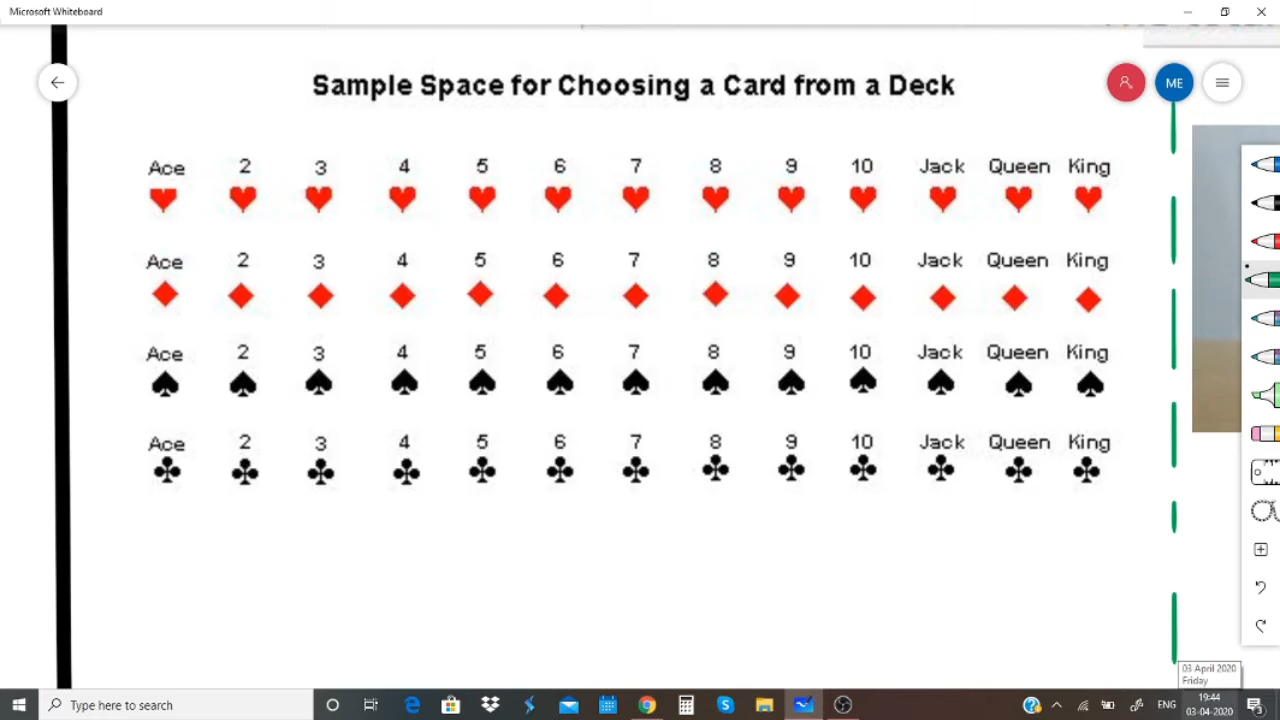 Microsoft Whiteboard
Sample Space for Choosing a Card from a Deck
ME
Ace 2 3 4 5 6 7 8 9 10 Jack Queen King
Ace 2 3 4 5 6 7 8 9 10 Jack Queen King
Ace 2 3 4 5 6 7 8 9 10 Jack Queen King
Ace 2 3 4 5 6 7 8 9 10 Jack Queen King
03 April 2020
Friday
Type here to search
ENG
19:44
03-04-2020
3